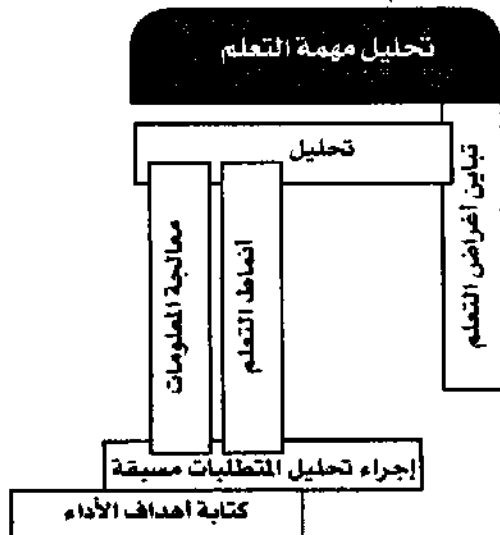 تحليل مهمة التعلم
تحليل
تباين أغراض التعلم
أنماط التعلم
معالجة المعلومات
إجراء تحليل المتطلبات مسبقة
كتابة أهداف الأداء